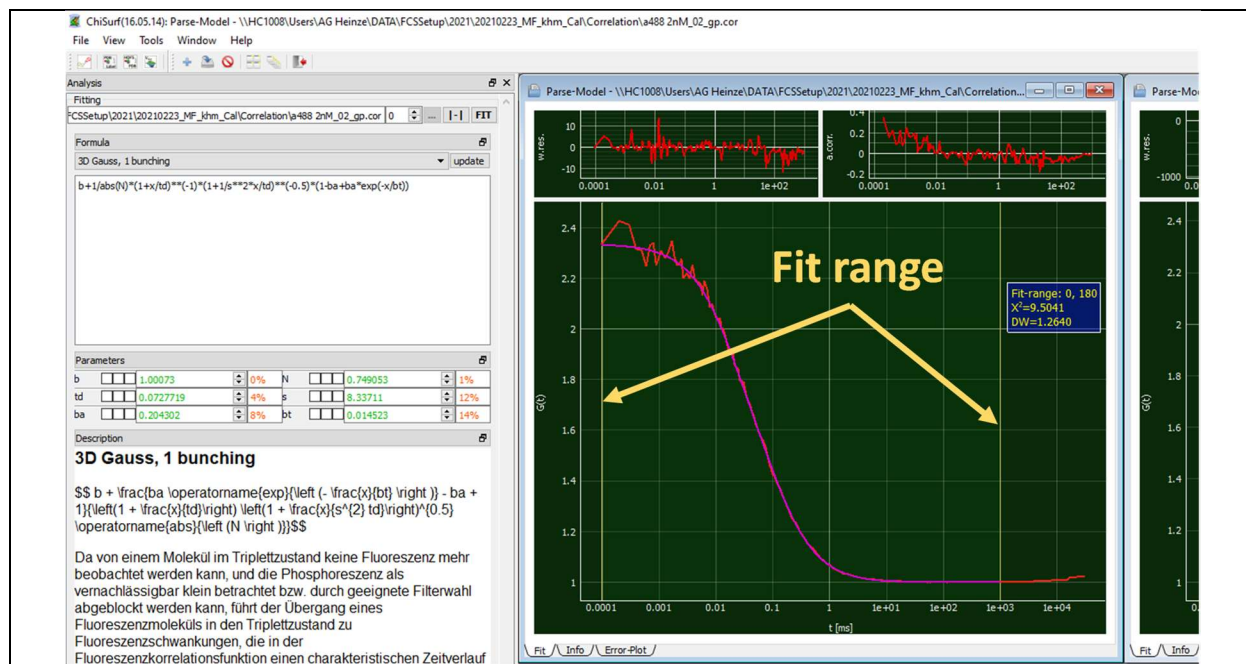 ChiSurf(16.05.14): Parse-Model - \\HC1008\Users\AG Heinze\DATA\FCSSetup\2021\20210223_MF_khm_Cal\Correlation\a488 2nM_02_gp.cor
File View Tools Window Help
Analysis
Fitting
FCSSetup\2021\20210223_MF_khm_Cal\Correlation\a488 2nM_02_gp.cor 0 ... |-| FIT
Formula
3D Gauss, 1 bunching update
b+1/abs(N)*(1+x/td)**(-1)*(1+1/s**2*x/td)**(-0.5)*(1-ba+ba*exp(-x/bt))
Parameters
b 1.00073 0% N 0.749053 1%
td 0.0727719 4% s 8.33711 12%
ba 0.204302 8% bt 0.014523 14%
Description
3D Gauss, 1 bunching
$$ b + \frac{ba \operatorname{exp}{\left (- \frac{x}{bt} \right )} - ba +
1}{\left(1 + \frac{x}{td}\right) \left(1 + \frac{x}{s^{2} td}\right)^{0.5}
\operatorname{abs}{\left (N \right )}}$$
Da von einem Molekül im Triplettzustand keine Fluoreszenz mehr
beobachtet werden kann, und die Phosphoreszenz als
vernachlässigbar klein betrachtet bzw. durch geeignete Filterwahl
abgeblockt werden kann, führt der Übergang eines
Fluoreszenzmoleküls in den Triplettzustand zu
Fluoreszenzschwankungen, die in der
Fluoreszenzkorrelationsfunktion einen charakteristischen Zeitverlauf
Parse-Model - \\HC1008\Users\AG Heinze\DATA\FCSSetup\2021\20210223_MF_khm_Cal\Correlation...
w.res.
10
0
-10
0.0001 0.01 1 1e+02
a.corr.
0.4
0.2
0
-0.2
0.0001 0.01 1 1e+02
G(t)
2.4
2.2
2
1.8
1.6
1.4
1.2
1
Fit range
Fit-range: 0, 180
X²=9.5041
DW=1.2640
0.0001 0.001 0.01 0.1 1 1e+01 1e+02 1e+03 1e+04
t [ms]
Fit Info Error-Plot
Parse-Mo
w.res.
0
-1000
0.0
G(t)
2.4
2.2
2
1.8
1.6
1.4
1.2
1
0.
Fit Info